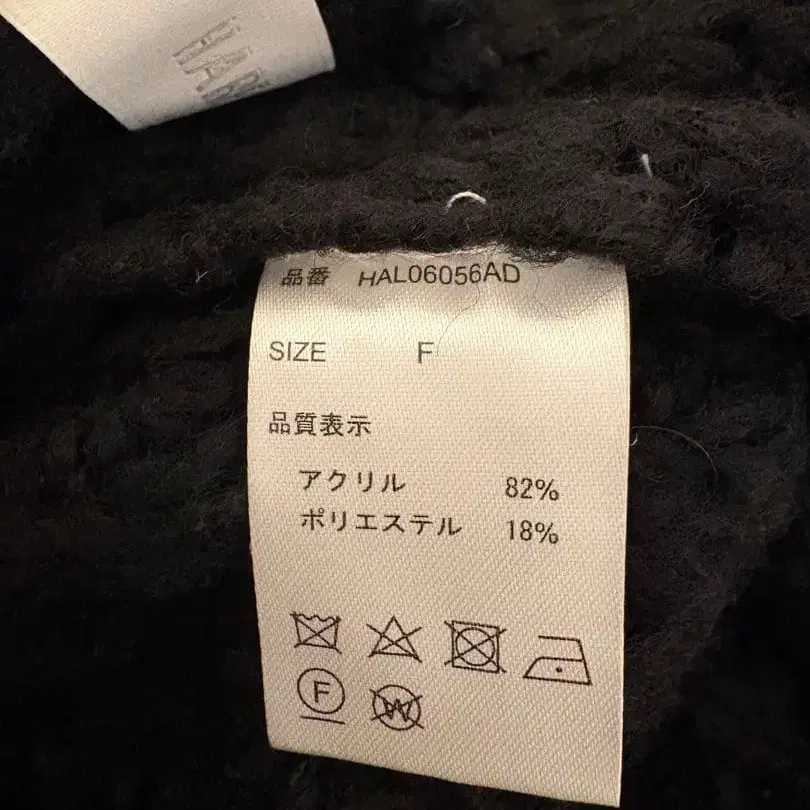 品番 HAL06056AD
SIZE F
品質表示
アクリル 82%
ポリエステル 18%
F
W